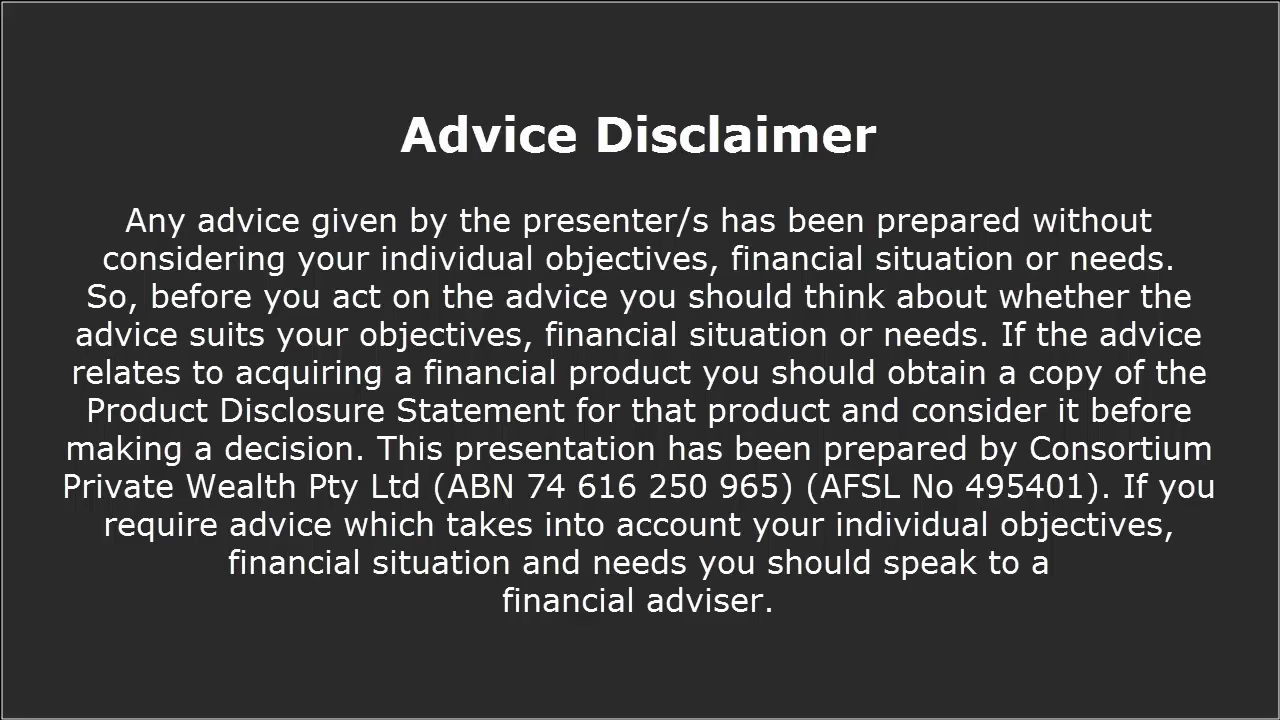 Advice Disclaimer
Any advice given by the presenter/s has been prepared without
considering your individual objectives, financial situation or needs.
So, before you act on the advice you should think about whether the
advice suits your objectives, financial situation or needs. If the advice
relates to acquiring a financial product you should obtain a copy of the
Product Disclosure Statement for that product and consider it before
making a decision. This presentation has been prepared by Consortium
Private Wealth Pty Ltd (ABN 74 616 250 965) (AFSL No 495401). If you
require advice which takes into account your individual objectives,
financial situation and needs you should speak to a
financial adviser.